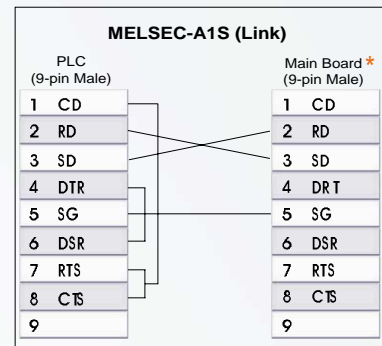 MELSEC-A1S (Link)
PLC
(9-pin Male)
1 CD
2 RD
3 SD
4 DTR
5 SG
6 DSR
7 RTS
8 CTS
9
Main Board *
(9-pin Male)
1 CD
2 RD
3 SD
4 DRT
5 SG
6 DSR
7 RTS
8 CTS
9